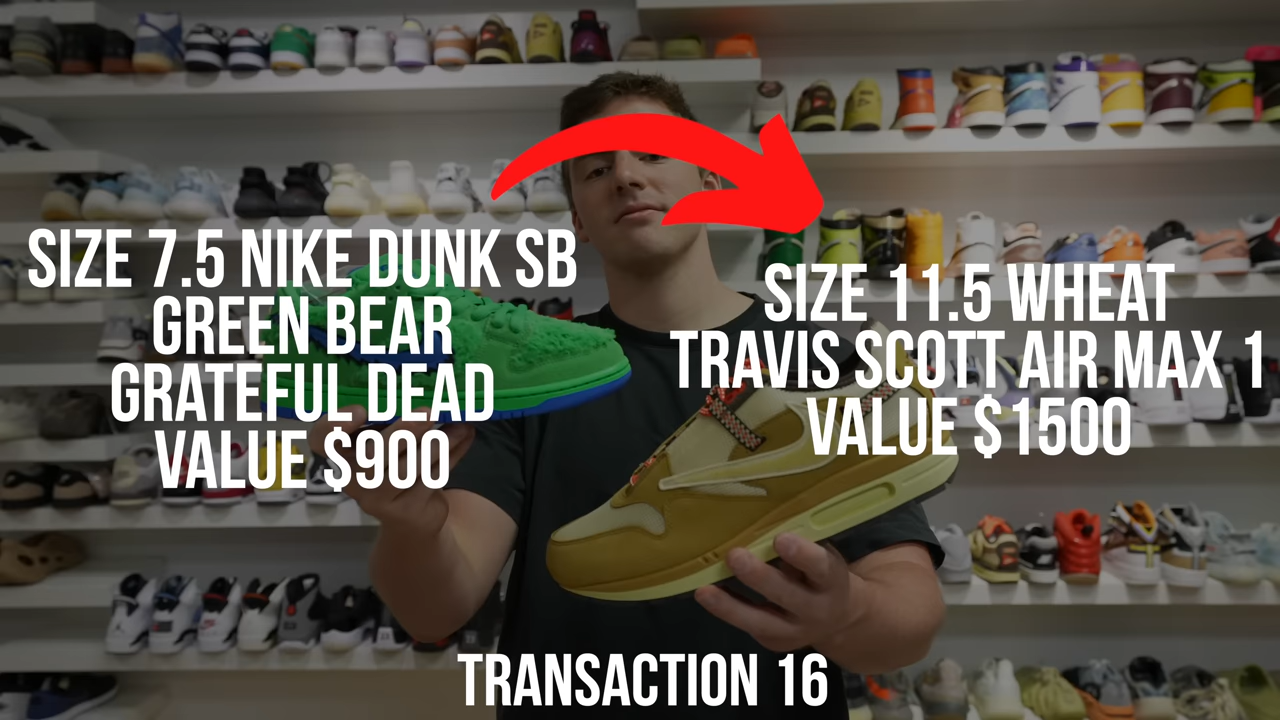 SIZE 7.5 NIKE DUNK SB
GREEN BEAR
GRATEFUL DEAD
VALUE $900
SIZE 11.5 WHEAT
TRAVIS SCOTT AIR MAX 1
VALUE $1500
TRANSACTION 16